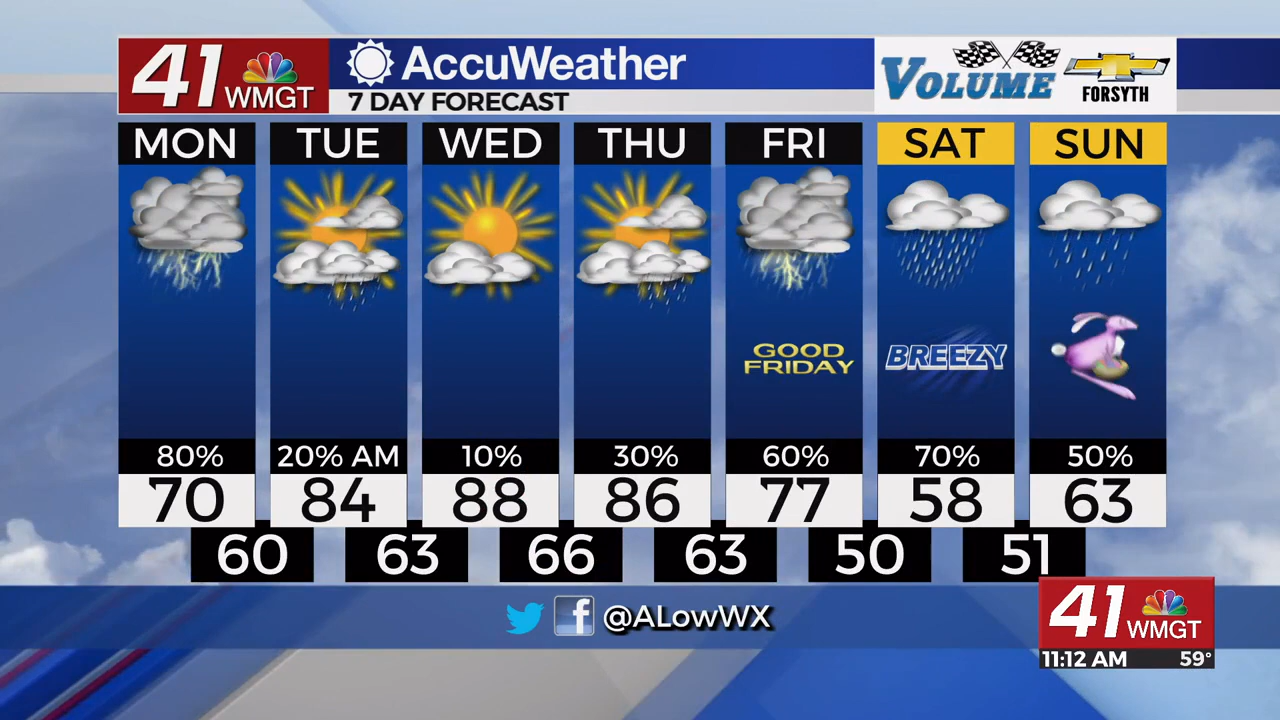 41 WMGT
AccuWeather
7 DAY FORECAST
VOLUME
FORSYTH
MON TUE WED THU FRI SAT SUN
GOOD
FRIDAY
BREEZY
80% 20% AM 10% 30% 60% 70% 50%
70 84 88 86 77 58 63
60 63 66 63 50 51
f @ALowWX
41 WMGT
11:12 AM 59°